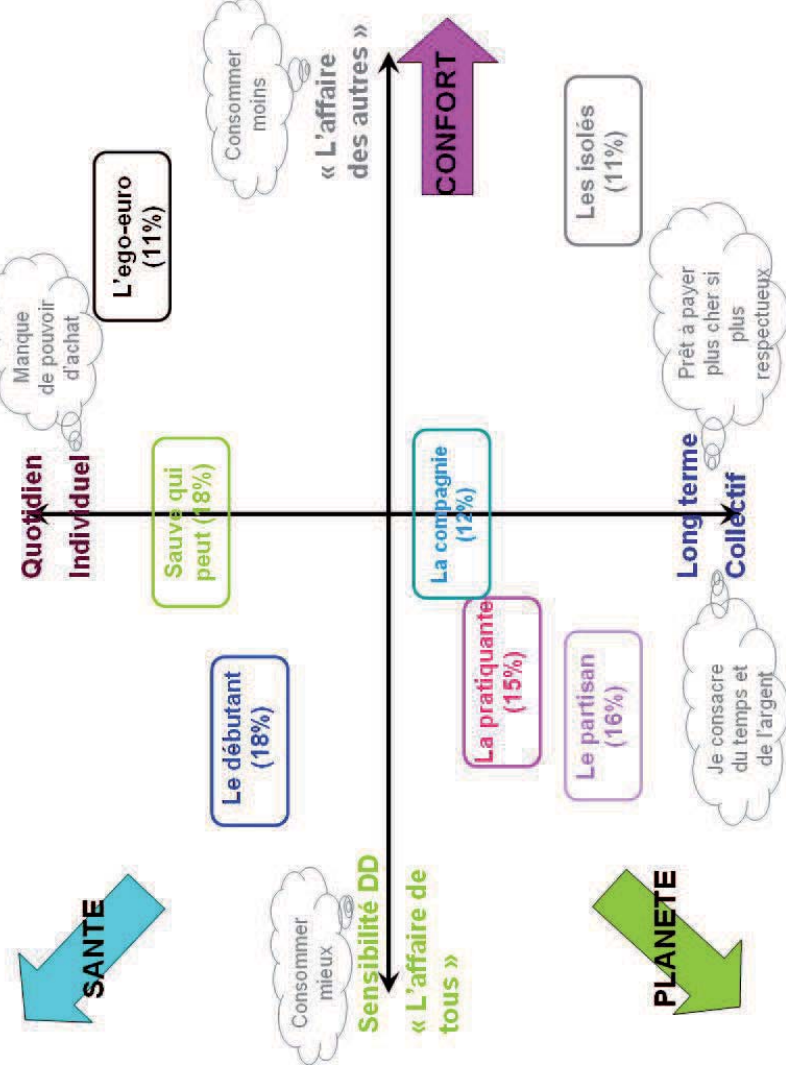 SANTE
Quotidien
Individuel
Manque
de pouvoir
d'achat
L'ego-euro
(11%)
Sauve qui
peut (18%)
Le débutant
(18%)
Consommer
mieux
Consommer
moins
Sensibilité DD
« L'affaire de
tous »
« L'affaire
des autres »
CONFORT
La compagnie
(12%)
La pratiquante
(15%)
Le partisan
(16%)
Les isolés
(11%)
PLANETE
Je consacre
du temps et
de l'argent
Long terme
Collectif
Prêt à payer
plus cher si
plus
respectueux